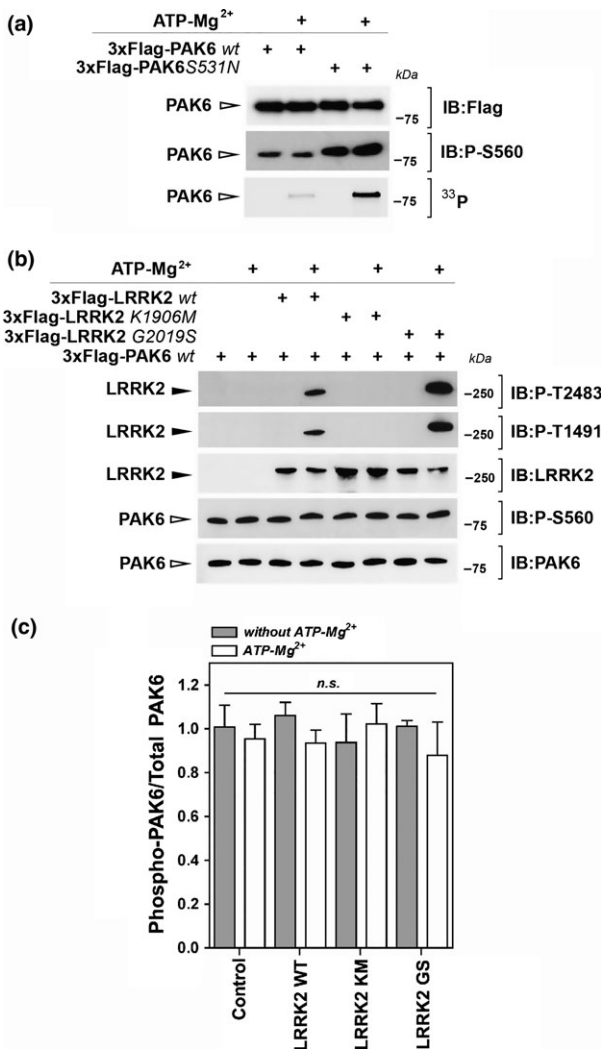 (a)
ATP-Mg²⁺ +
3xFlag-PAK6 wt + +
3xFlag-PAK6S531N + +
kDa
PAK6 –75 IB:Flag
PAK6 –75 IB:P-S560
PAK6 –75 ³³P
(b)
ATP-Mg²⁺ + + + +
3xFlag-LRRK2 wt + +
3xFlag-LRRK2 K1906M + +
3xFlag-LRRK2 G2019S + +
3xFlag-PAK6 wt + + + + + + + + kDa
LRRK2 –250 IB:P-T2483
LRRK2 –250 IB:P-T1491
LRRK2 –250 IB:LRRK2
PAK6 –75 IB:P-S560
PAK6 –75 IB:PAK6
(c)
without ATP-Mg²⁺
ATP-Mg²⁺
n.s.
Phospho-PAK6/Total PAK6
1.2
1.0
0.8
0.6
0.4
0.2
0.0
Control
LRRK2 WT
LRRK2 KM
LRRK2 GS